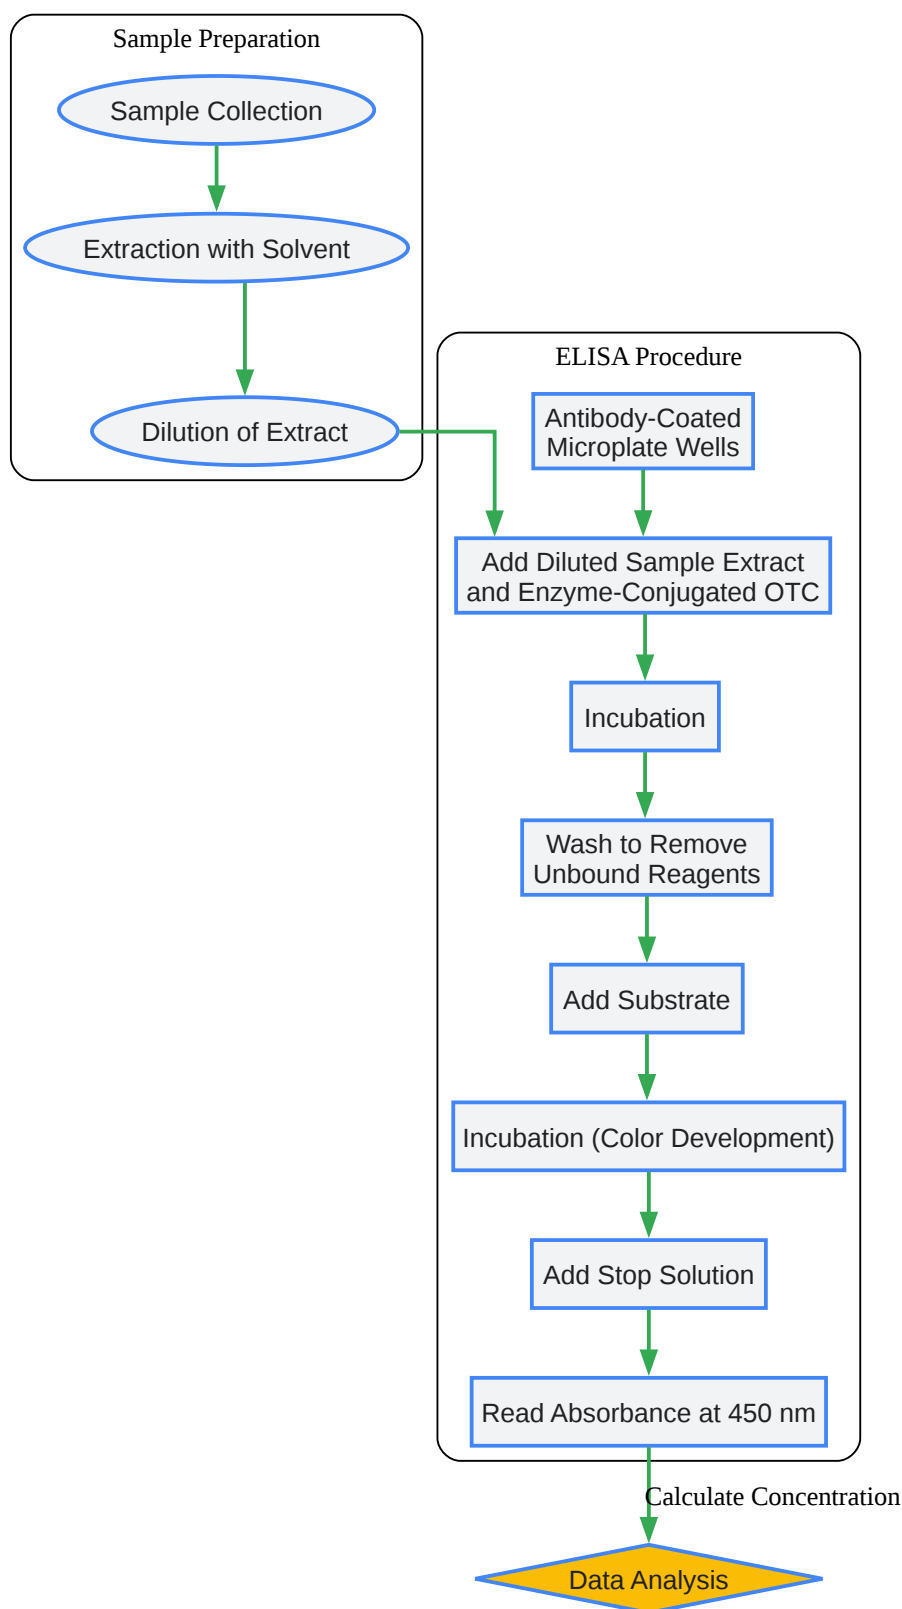 Sample Preparation
Sample Collection
Extraction with Solvent
Dilution of Extract
ELISA Procedure
Antibody-Coated
Microplate Wells
Add Diluted Sample Extract
and Enzyme-Conjugated OTC
Incubation
Wash to Remove
Unbound Reagents
Add Substrate
Incubation (Color Development)
Add Stop Solution
Read Absorbance at 450 nm
Calculate Concentration
Data Analysis